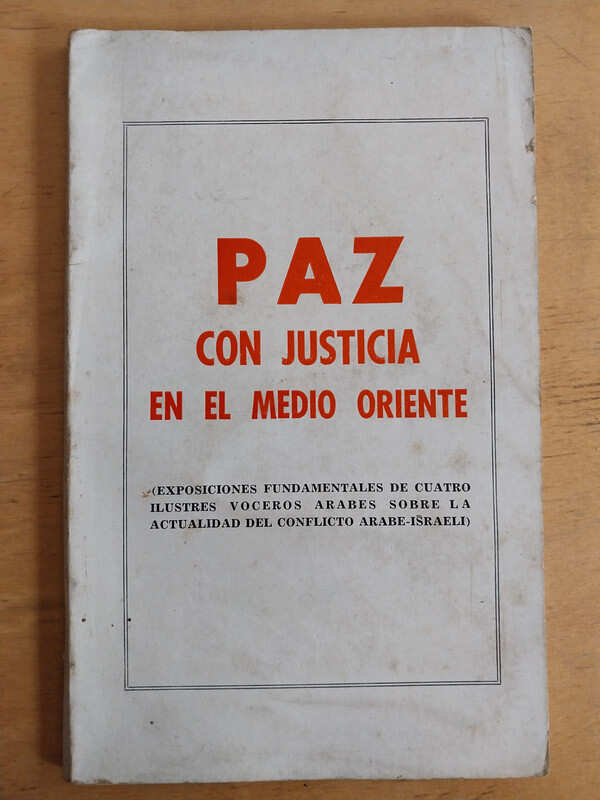 PAZ
CON JUSTICIA
EN EL MEDIO ORIENTE
(EXPOSICIONES FUNDAMENTALES DE CUATRO
ILUSTRES VOCEROS ARABES SOBRE LA
ACTUALIDAD DEL CONFLICTO ARABE-ISRAELI)